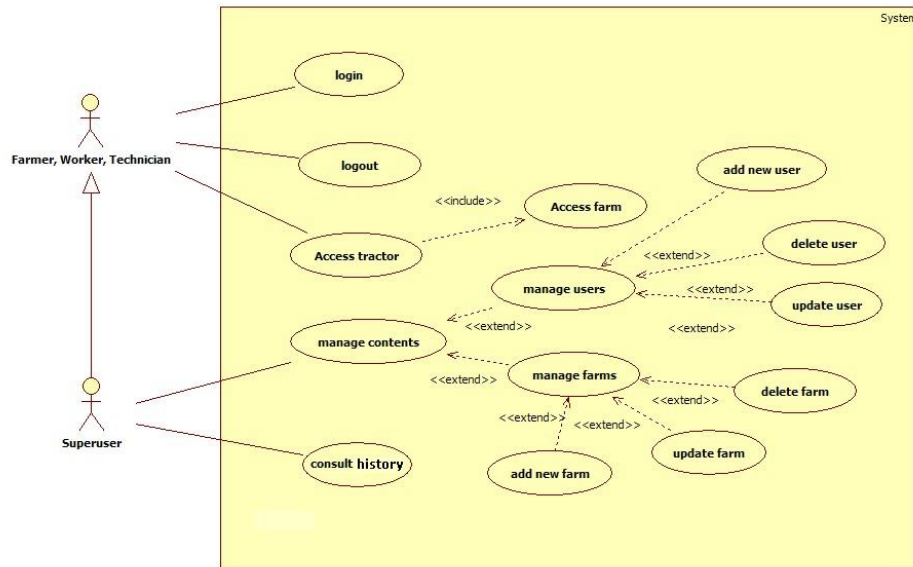 System
login
Farmer, Worker, Technician
logout
add new user
<<include>>
Access farm
Access tractor
delete user
<<extend>>
manage users
<<extend>>
update user
<<extend>>
<<extend>>
manage contents
<<extend>>
manage farms
delete farm
<<extend>>
<<extend>>
<<extend>>
Superuser
update farm
consult history
add new farm